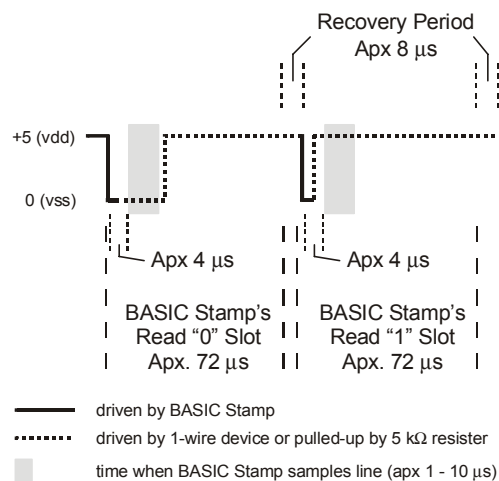 Recovery Period
Apx 8 µs
+5 (vdd)
0 (vss)
Apx 4 µs
Apx 4 µs
BASIC Stamp's
Read “0” Slot
Apx. 72 µs
BASIC Stamp's
Read “1” Slot
Apx. 72 µs
driven by BASIC Stamp
driven by 1-wire device or pulled-up by 5 kΩ resister
time when BASIC Stamp samples line (apx 1 - 10 µs)